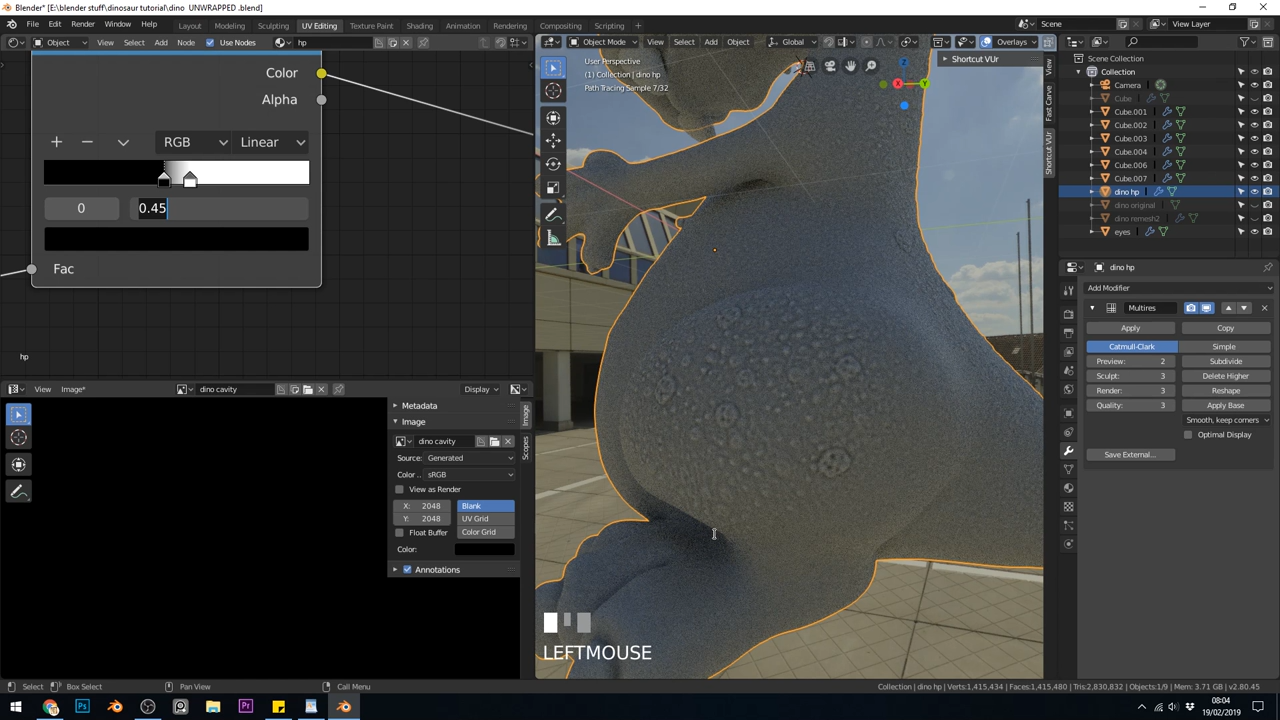 Blender* [E:\blender stuff\dinosaur tutorial\dino  UNWRAPPED .blend]
File Edit Render Window Help Layout Modeling Sculpting UV Editing Texture Paint Shading Animation Rendering Compositing Scripting Scene View Layer
Object View Select Add Node Use Nodes hp
Object Mode View Select Add Object Global Overlays
User Perspective
(1) Collection | dino hp
Path Tracing Sample 7/32
Shortcut VUr
View
Fast Carve
Shortcut VUr
Color
Alpha
RGB Linear
0 0.45
Fac
hp
View Image* dino cavity Display
Metadata
Image
dino cavity
Source: Generated
Color .. sRGB
View as Render
X: 2048 Blank
Y: 2048 UV Grid
Float Buffer Color Grid
Color:
Annotations
Image
Scopes
LEFTMOUSE
Scene Collection
Collection
Camera
Cube
Cube.001
Cube.002
Cube.003
Cube.004
Cube.006
Cube.007
dino hp
dino original
dino remesh2
eyes
dino hp
Add Modifier
Multires
Apply Copy
Catmull-Clark Simple
Preview: 2 Subdivide
Sculpt: 3 Delete Higher
Render: 3 Reshape
Quality: 3 Apply Base
Smooth, keep corners
Optimal Display
Save External...
Select Box Select Pan View Call Menu
Collection | dino hp | Verts:1,415,434 | Faces:1,415,480 | Tris:2,830,832 | Objects:1/9 | Mem: 3.71 GB | v2.80.45
08:04
19/02/2019